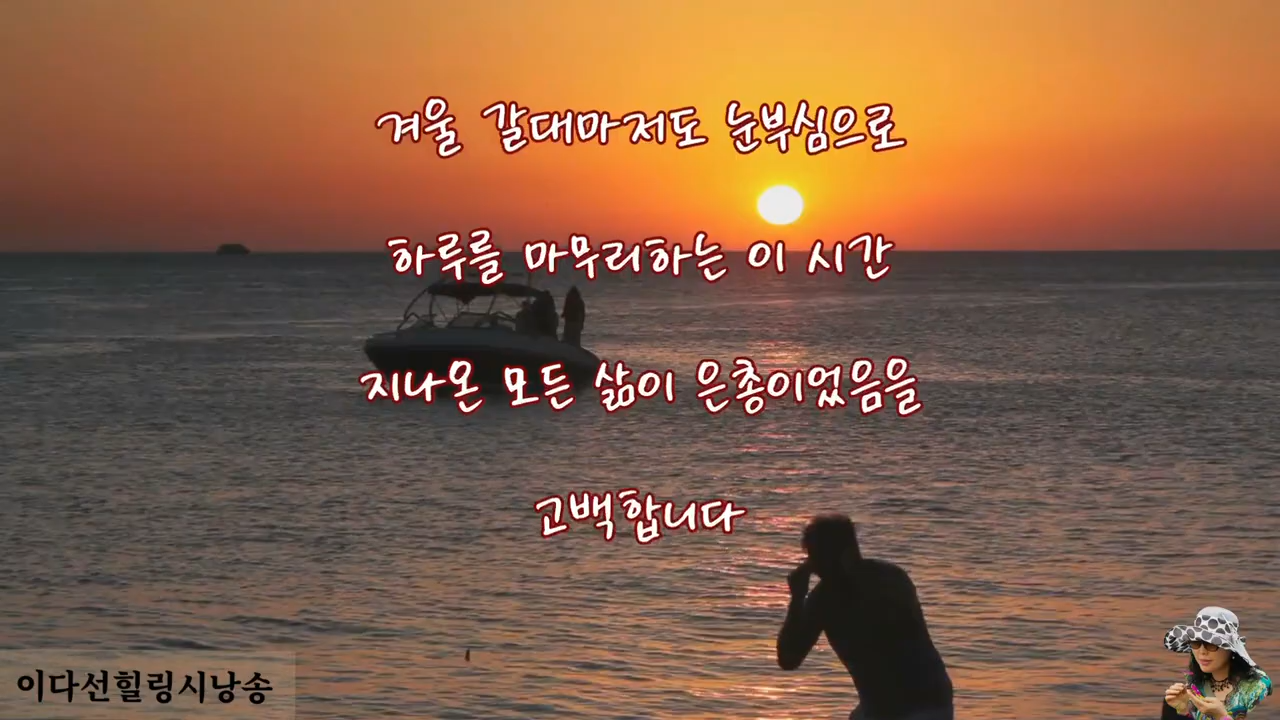 겨울 갈대마저도 눈부심으로
하루를 마무리하는 이 시간
지나온 모든 삶이 은총이었음을
고백합니다
이다선힐링시낭송